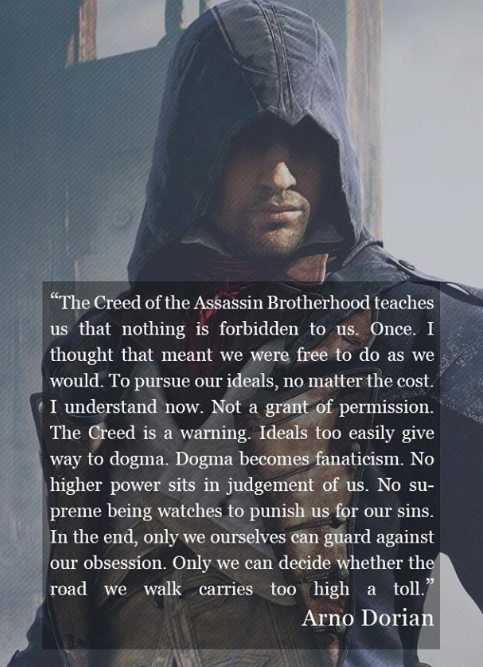 “The Creed of the Assassin Brotherhood teaches
us that nothing is forbidden to us. Once. I
thought that meant we were free to do as we
would. To pursue our ideals, no matter the cost.
I understand now. Not a grant of permission.
The Creed is a warning. Ideals too easily give
way to dogma. Dogma becomes fanaticism. No
higher power sits in judgement of us. No su-
preme being watches to punish us for our sins.
In the end, only we ourselves can guard against
our obsession. Only we can decide whether the
road we walk carries too high a toll.”
Arno Dorian